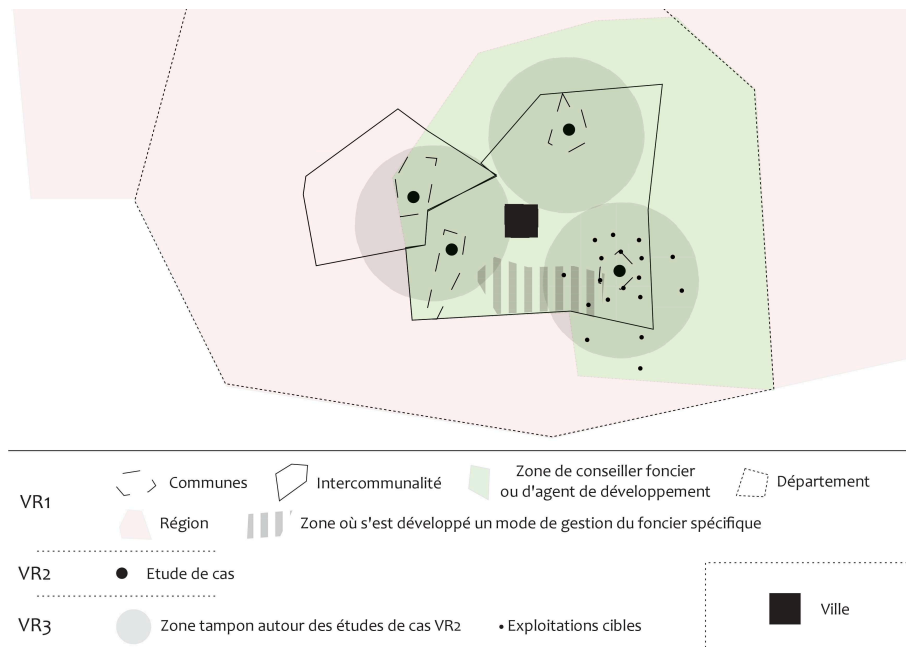 VR1
Communes
Intercommunalité
Zone de conseiller foncier
ou d'agent de développement
Département
Région
Zone où s'est développé un mode de gestion du foncier spécifique
VR2
Etude de cas
VR3
Zone tampon autour des études de cas VR2
Exploitations cibles
Ville